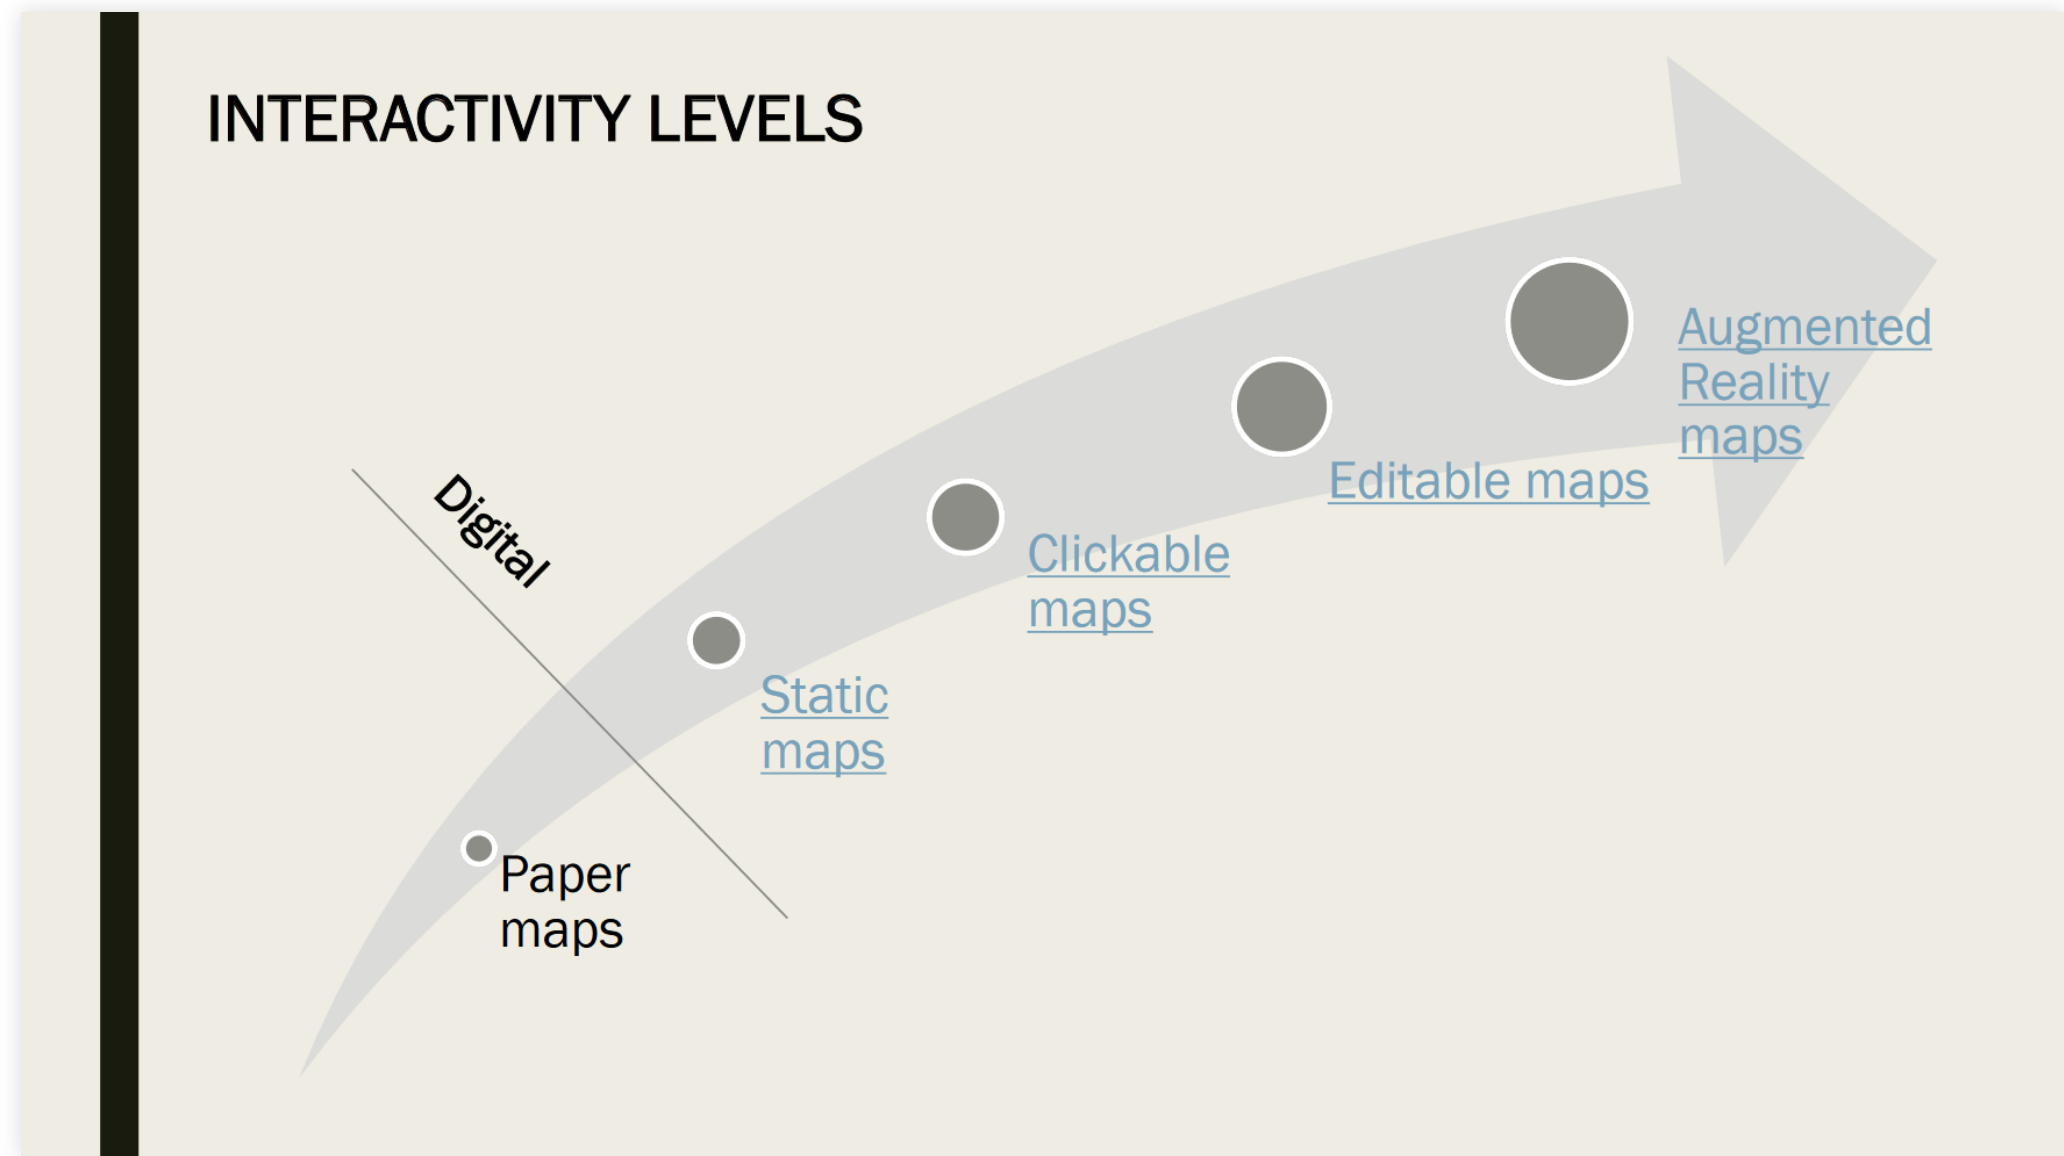 INTERACTIVITY LEVELS
Digital
Paper
maps
Static
maps
Clickable
maps
Editable maps
Augmented
Reality
maps